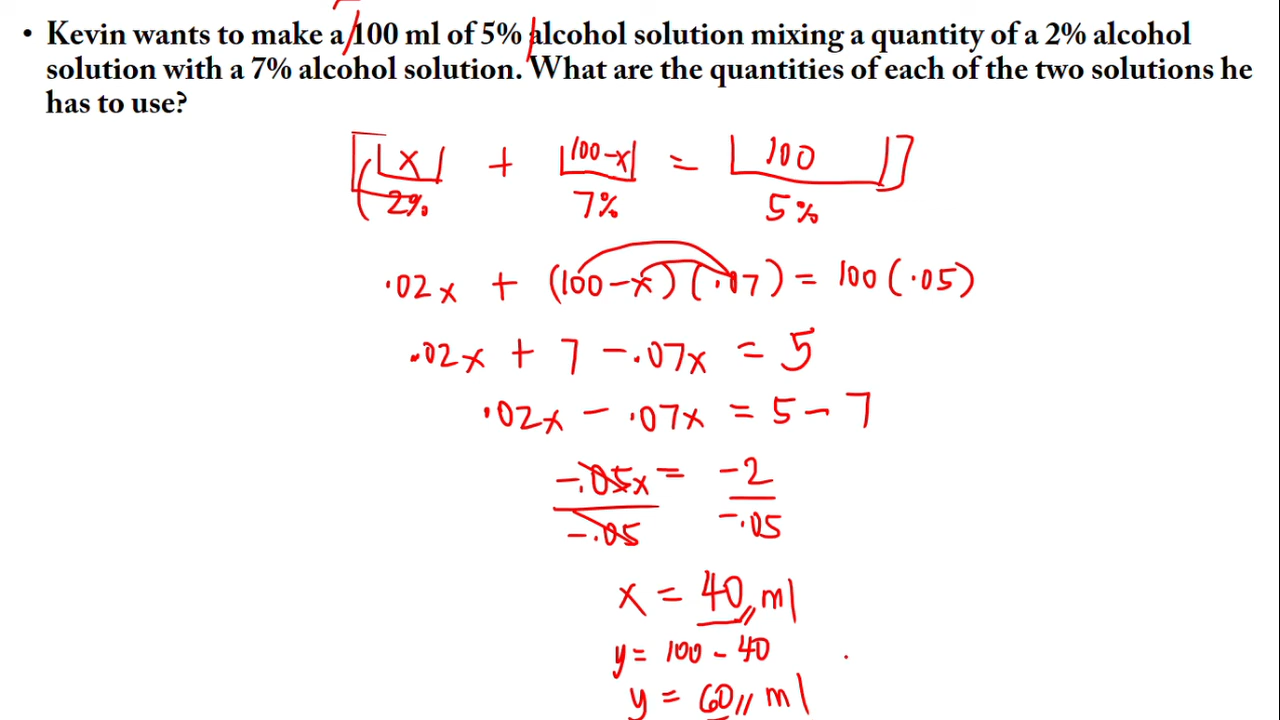 • Kevin wants to make a 100 ml of 5% alcohol solution mixing a quantity of a 2% alcohol
solution with a 7% alcohol solution. What are the quantities of each of the two solutions he
has to use?
x + 100-x = 100
2% 7% 5%
.02x + (100-x)(.07) = 100(.05)
.02x + 7 - .07x = 5
.02x - .07x = 5 - 7
-.05x = -2
-.05 -.05
x = 40 ml
y = 100 - 40
y = 60 ml